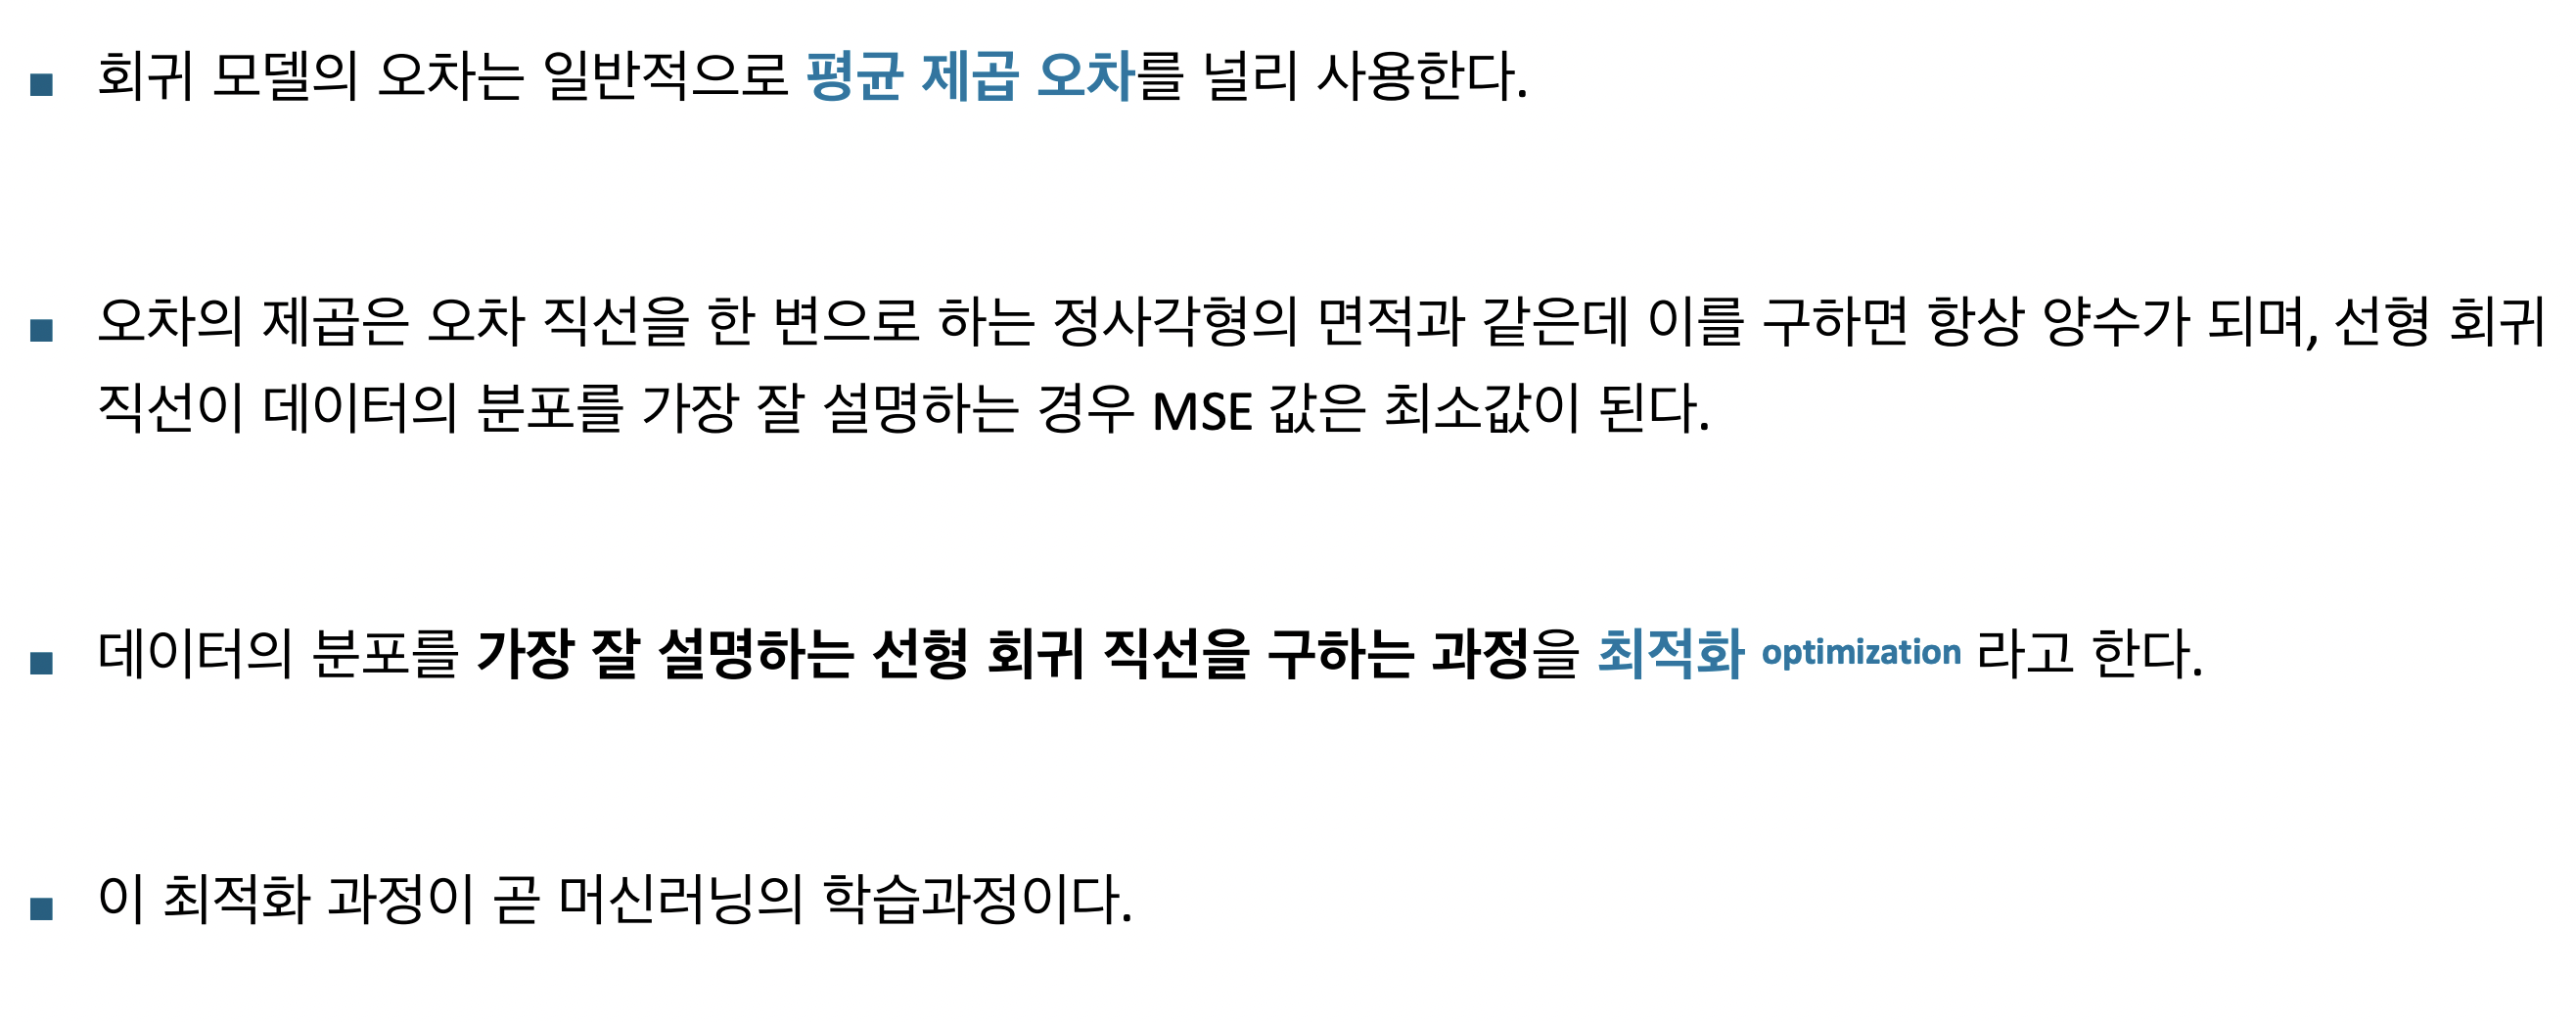 ▪ 회귀 모델의 오차는 일반적으로 평균 제곱 오차를 널리 사용한다.
▪ 오차의 제곱은 오차 직선을 한 변으로 하는 정사각형의 면적과 같은데 이를 구하면 항상 양수가 되며, 선형 회귀
직선이 데이터의 분포를 가장 잘 설명하는 경우 MSE 값은 최소값이 된다.
▪ 데이터의 분포를 가장 잘 설명하는 선형 회귀 직선을 구하는 과정을 최적화 optimization 라고 한다.
▪ 이 최적화 과정이 곧 머신러닝의 학습과정이다.